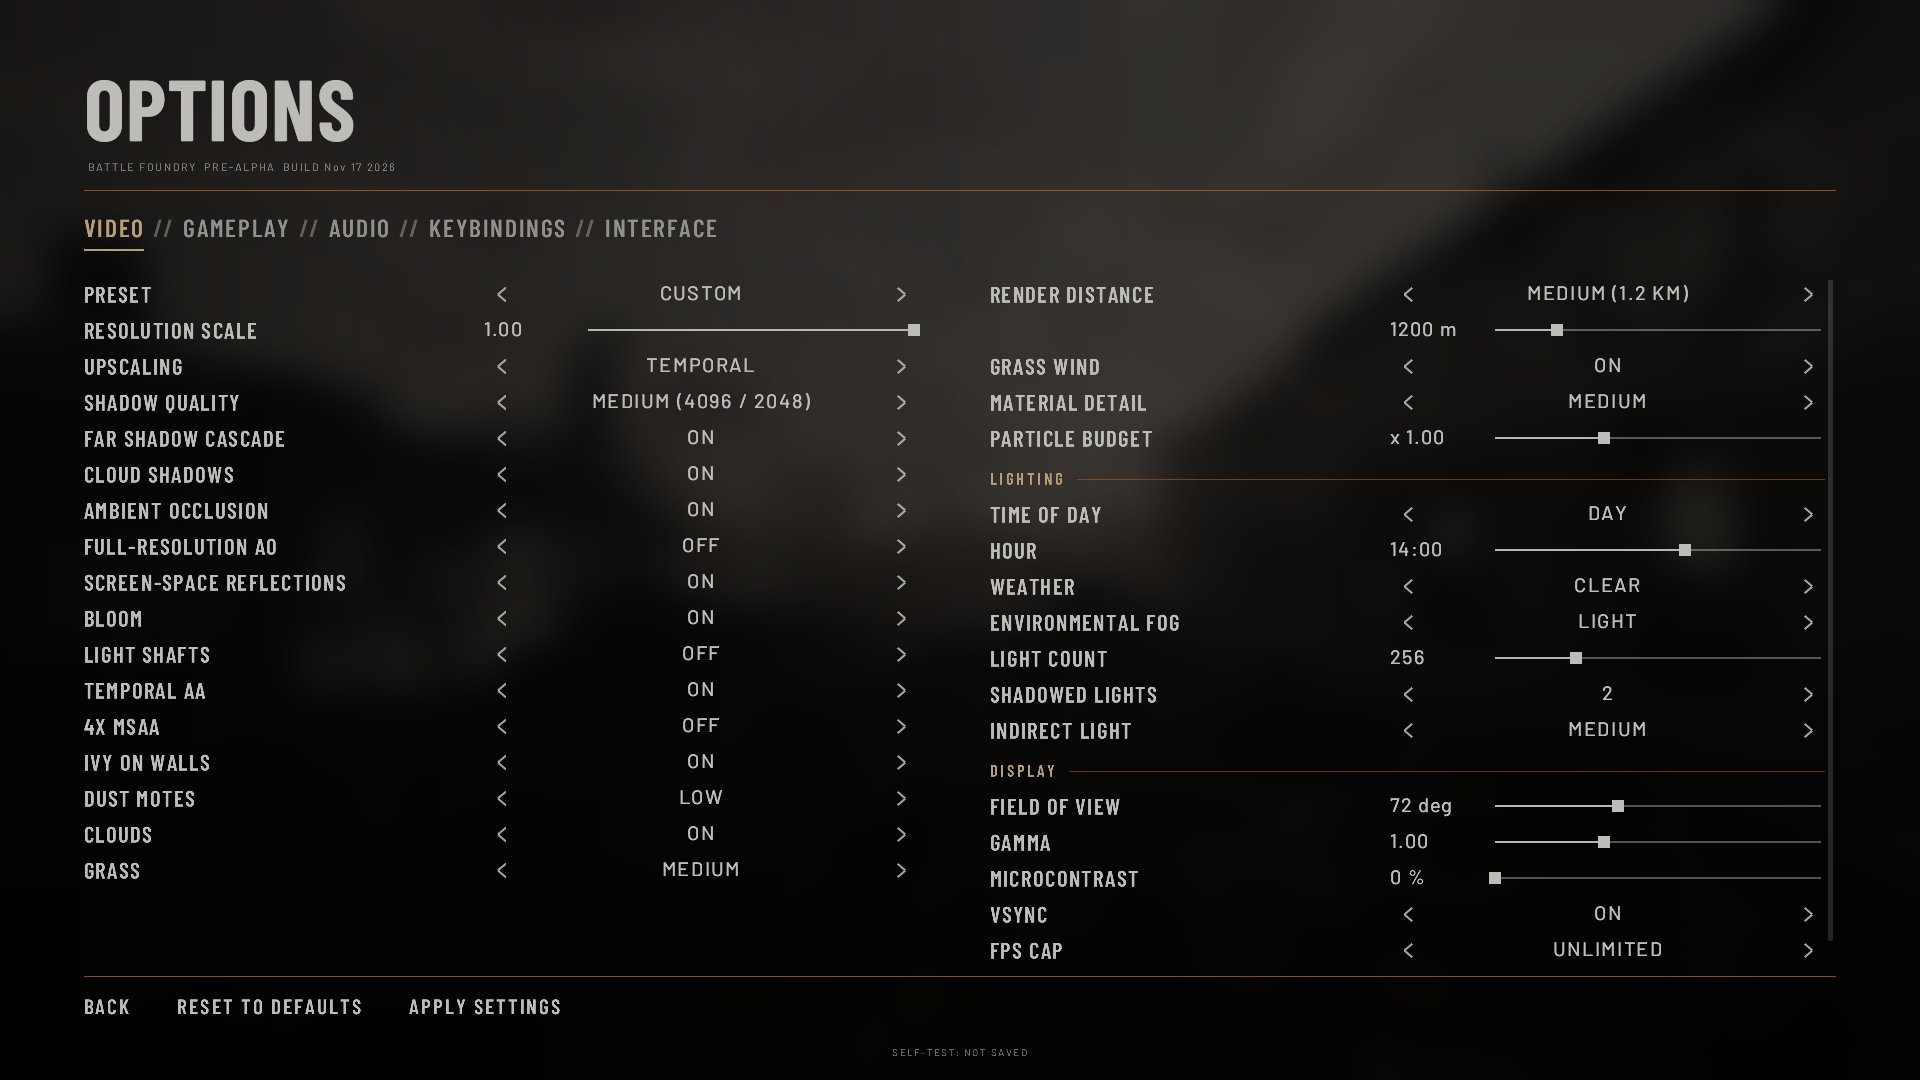 OPTIONS
BATTLE FOUNDRY PRE-ALPHA BUILD Nov 17 2026
VIDEO // GAMEPLAY // AUDIO // KEYBINDINGS // INTERFACE
PRESET < CUSTOM >
RESOLUTION SCALE 1.00
UPSCALING < TEMPORAL >
SHADOW QUALITY < MEDIUM (4096 / 2048) >
FAR SHADOW CASCADE < ON >
CLOUD SHADOWS < ON >
AMBIENT OCCLUSION < ON >
FULL-RESOLUTION AO < OFF >
SCREEN-SPACE REFLECTIONS < ON >
BLOOM < ON >
LIGHT SHAFTS < OFF >
TEMPORAL AA < ON >
4X MSAA < OFF >
IVY ON WALLS < ON >
DUST MOTES < LOW >
CLOUDS < ON >
GRASS < MEDIUM >
RENDER DISTANCE < MEDIUM (1.2 KM) >
1200 m
GRASS WIND < ON >
MATERIAL DETAIL < MEDIUM >
PARTICLE BUDGET x 1.00
LIGHTING
TIME OF DAY < DAY >
HOUR 14:00
WEATHER < CLEAR >
ENVIRONMENTAL FOG < LIGHT >
LIGHT COUNT 256
SHADOWED LIGHTS < 2 >
INDIRECT LIGHT < MEDIUM >
DISPLAY
FIELD OF VIEW 72 deg
GAMMA 1.00
MICROCONTRAST 0 %
VSYNC < ON >
FPS CAP < UNLIMITED >
BACK RESET TO DEFAULTS APPLY SETTINGS
SELF-TEST: NOT SAVED